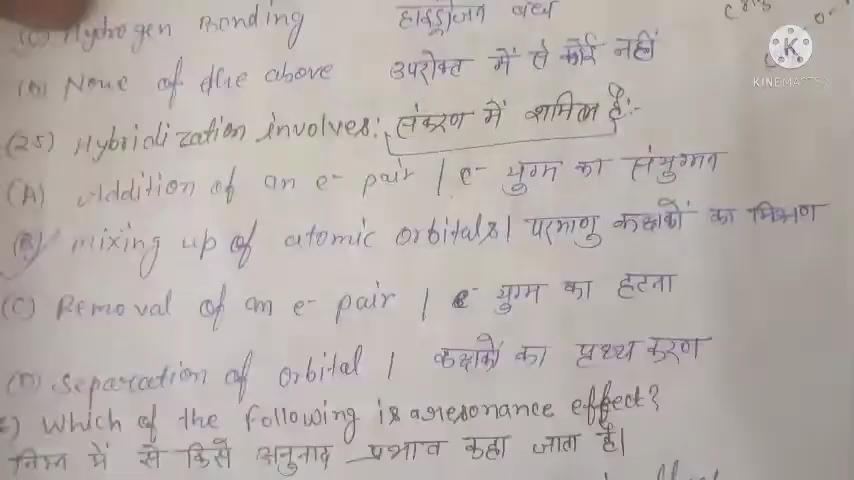 (C) Hydrogen Bonding हाइड्रोजन बंध
(D) None of the above उपरोक्त में से कोई नहीं
(25) Hybridization involves: संकरण में शामिल है:-
(A) Addition of an e- pair / e- युग्म का संयुग्मन
(B) mixing up of atomic orbitals / परमाणु कक्षकों का मिश्रण
(C) Removal of an e- pair / e- युग्म का हटना
(D) Separation of orbital / कक्षकों का पृथ्थकरण
Which of the following is a resonance effect?
निम्न में से किसे अनुनाद प्रभाव कहा जाता है।
K
KINEMASTER